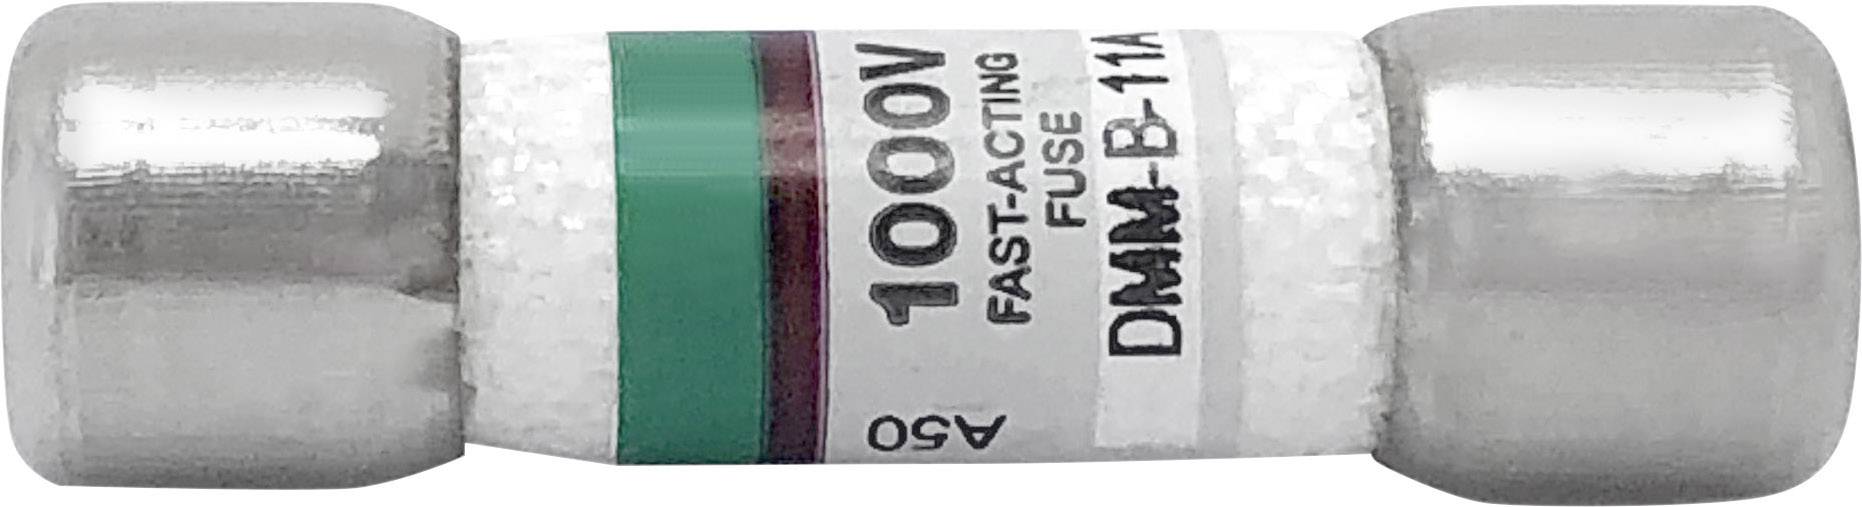 1000V
FAST-ACTING
FUSE
DMM-B-11A
A50